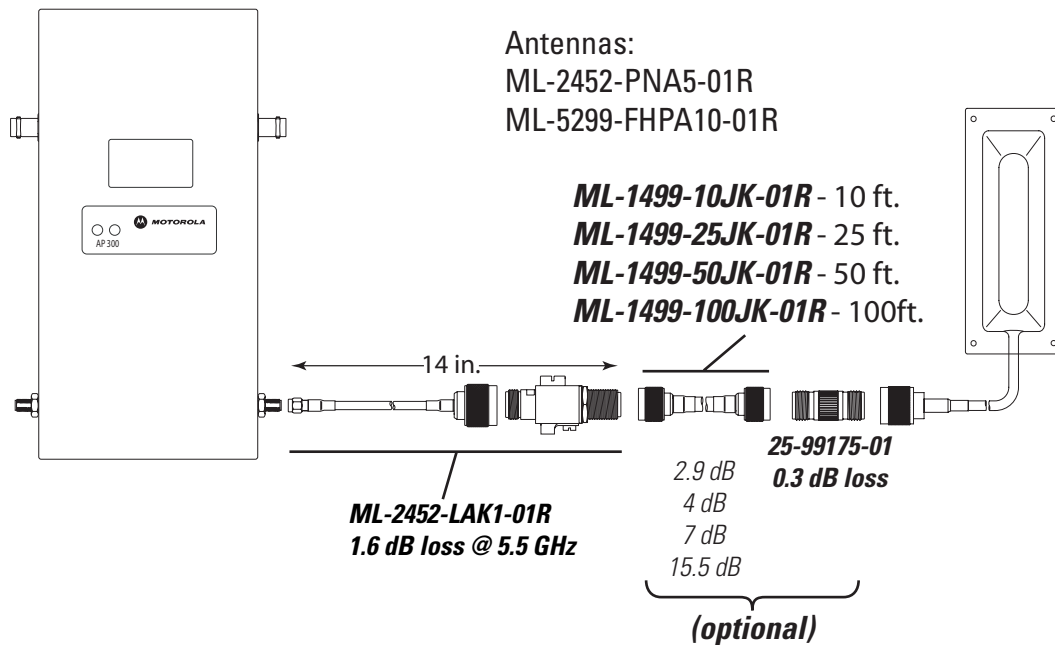 Antennas:
ML-2452-PNA5-01R
ML-5299-FHPA10-01R
ML-1499-10JK-01R - 10 ft.
ML-1499-25JK-01R - 25 ft.
ML-1499-50JK-01R - 50 ft.
ML-1499-100JK-01R - 100ft.
MOTOROLA
AP 300
14 in.
25-99175-01
0.3 dB loss
2.9 dB
4 dB
7 dB
15.5 dB
ML-2452-LAK1-01R
1.6 dB loss @ 5.5 GHz
(optional)